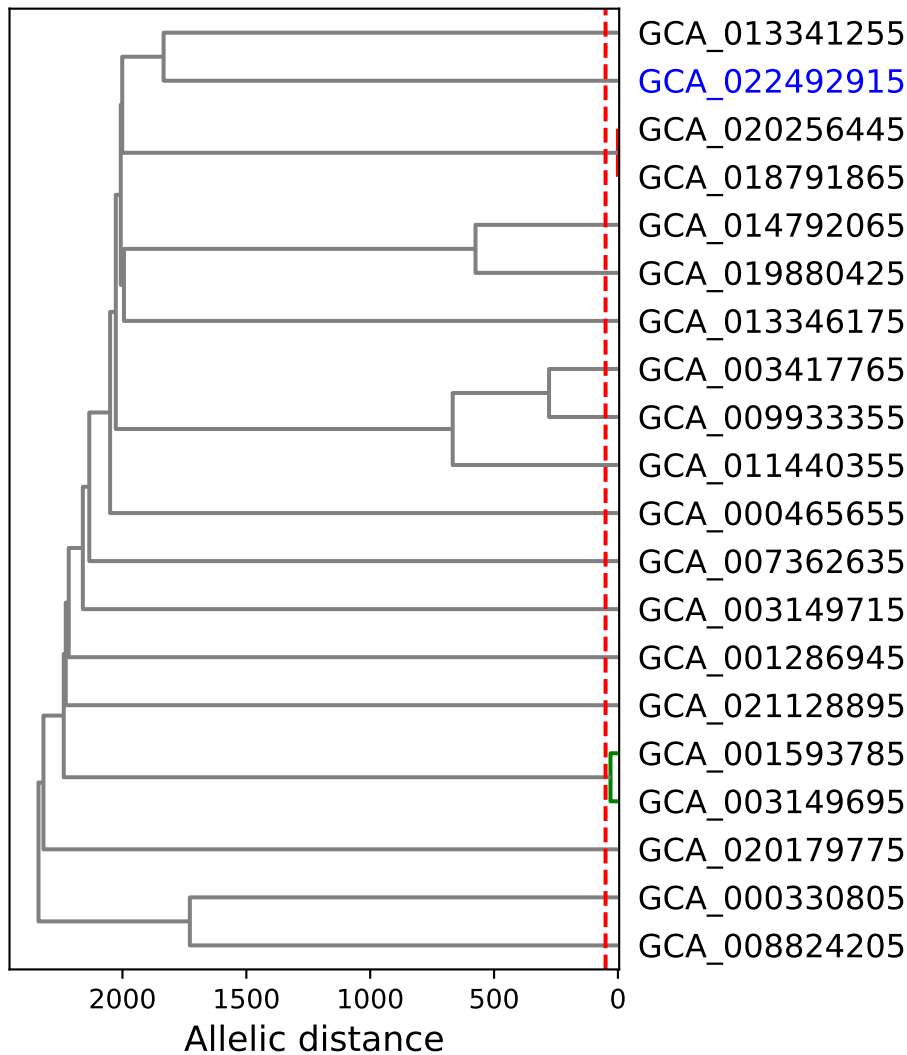 GCA_013341255
GCA_022492915
GCA_020256445
GCA_018791865
GCA_014792065
GCA_019880425
GCA_013346175
GCA_003417765
GCA_009933355
GCA_011440355
GCA_000465655
GCA_007362635
GCA_003149715
GCA_001286945
GCA_021128895
GCA_001593785
GCA_003149695
GCA_020179775
GCA_000330805
GCA_008824205
2000 1500 1000 500 0
Allelic distance